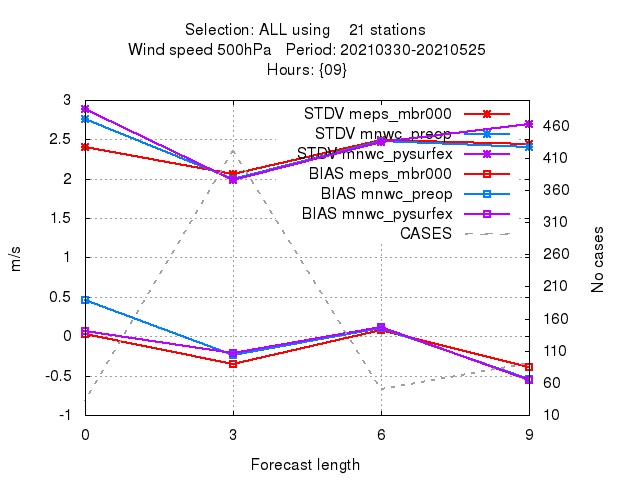 Selection: ALL using 21 stations
Wind speed 500hPa Period: 20210330-20210525
Hours: {09}
STDV meps_mbr000
STDV mnwc_preop
STDV mnwc_pysurfex
BIAS meps_mbr000
BIAS mnwc_preop
BIAS mnwc_pysurfex
CASES
3
2.5
2
1.5
1
0.5
0
-0.5
-1
m/s
460
410
360
310
260
210
160
110
60
10
No cases
0 3 6 9
Forecast length